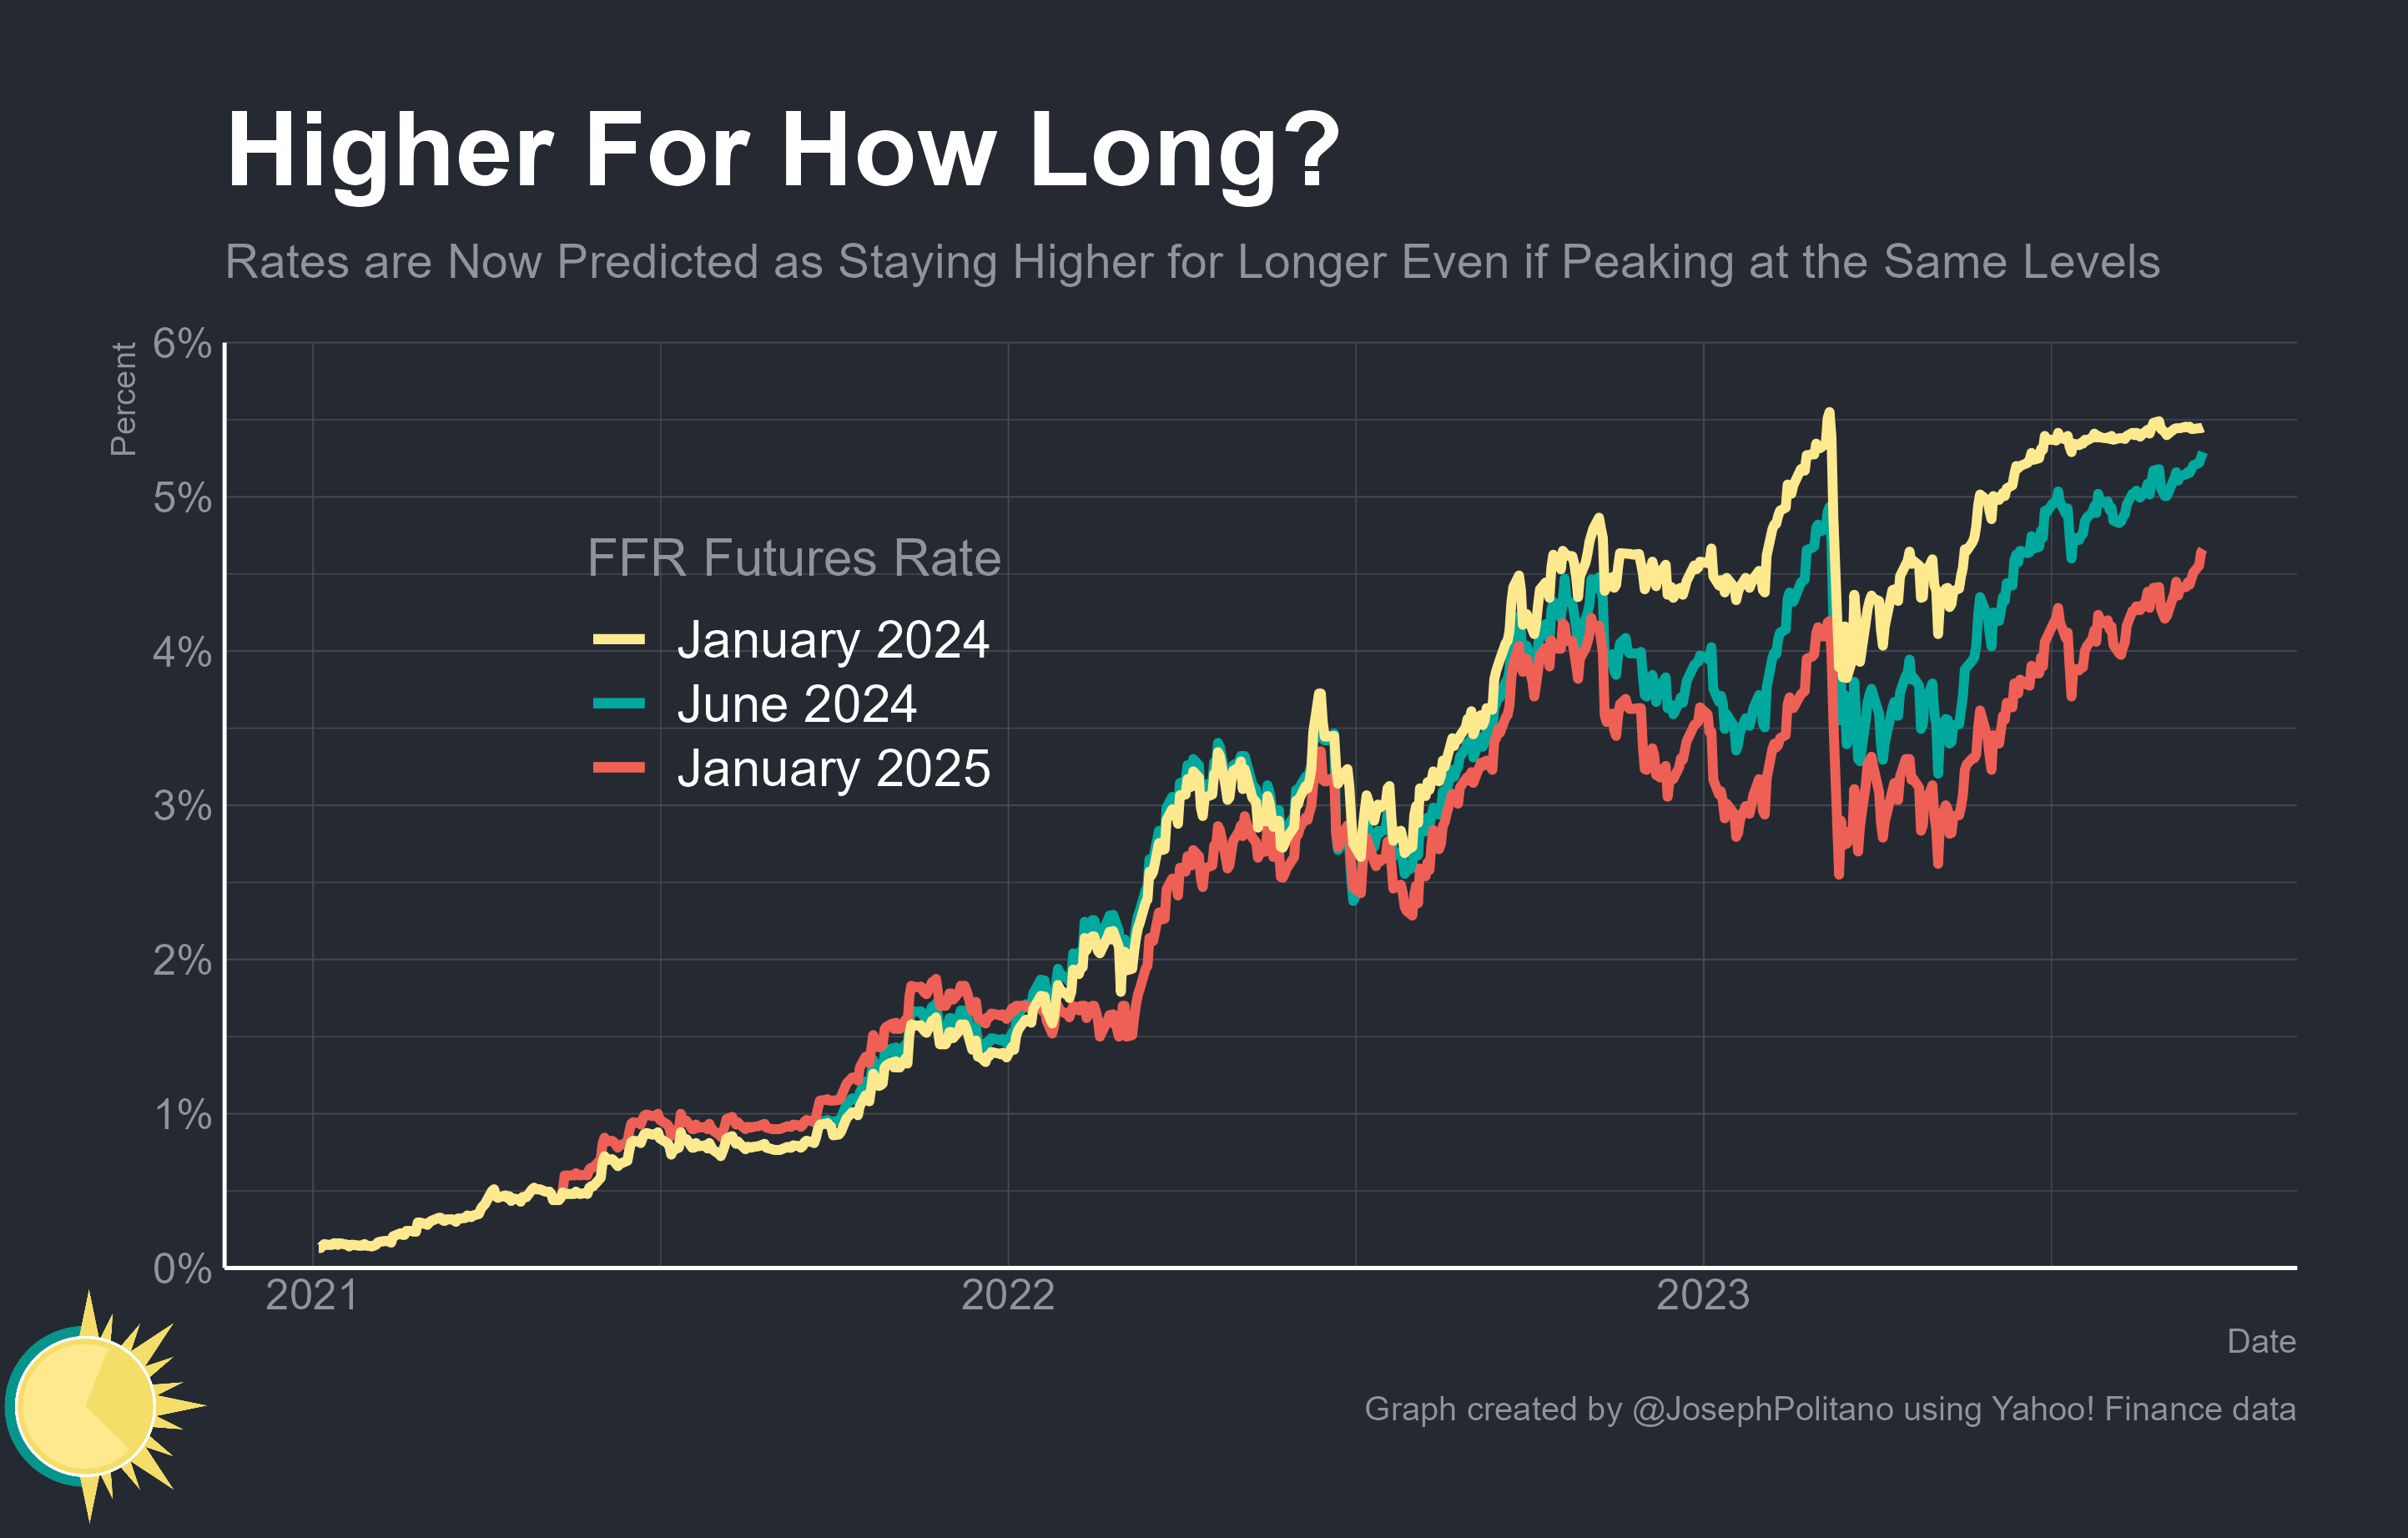 Higher For How Long?
Rates are Now Predicted as Staying Higher for Longer Even if Peaking at the Same Levels
Percent
6%
5%
4%
3%
2%
1%
0%
FFR Futures Rate
January 2024
June 2024
January 2025
2021
2022
2023
Date
Graph created by @JosephPolitano using Yahoo! Finance data